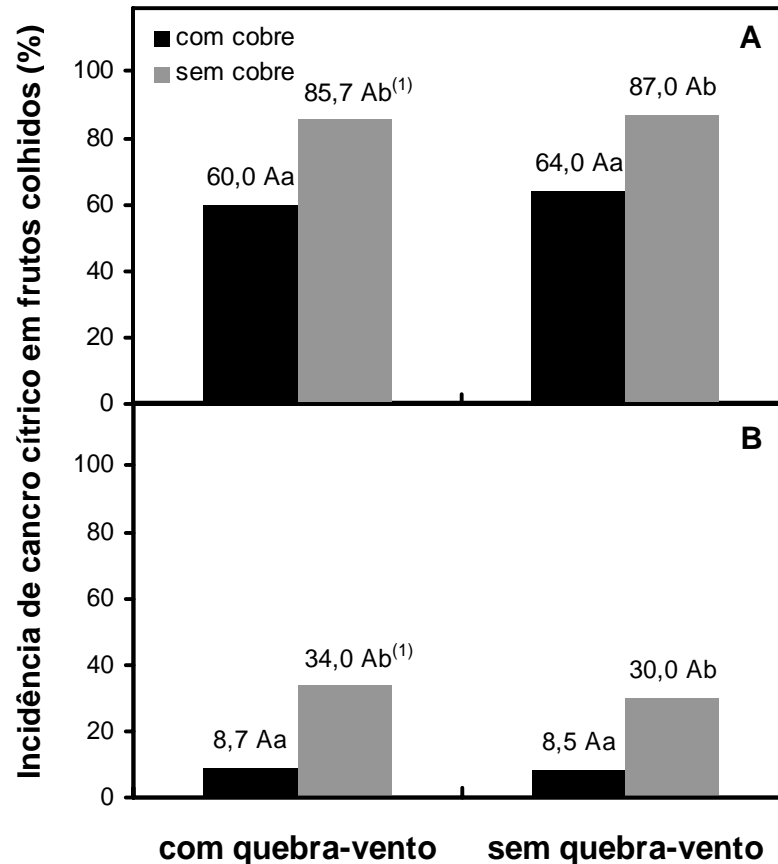 Incidência de cancro cítrico em frutos colhidos (%)
com cobre
sem cobre
A
100
80
60
40
20
0
85,7 Ab(1)
87,0 Ab
60,0 Aa
64,0 Aa
B
100
80
60
40
20
0
34,0 Ab(1)
30,0 Ab
8,7 Aa
8,5 Aa
com quebra-vento
sem quebra-vento